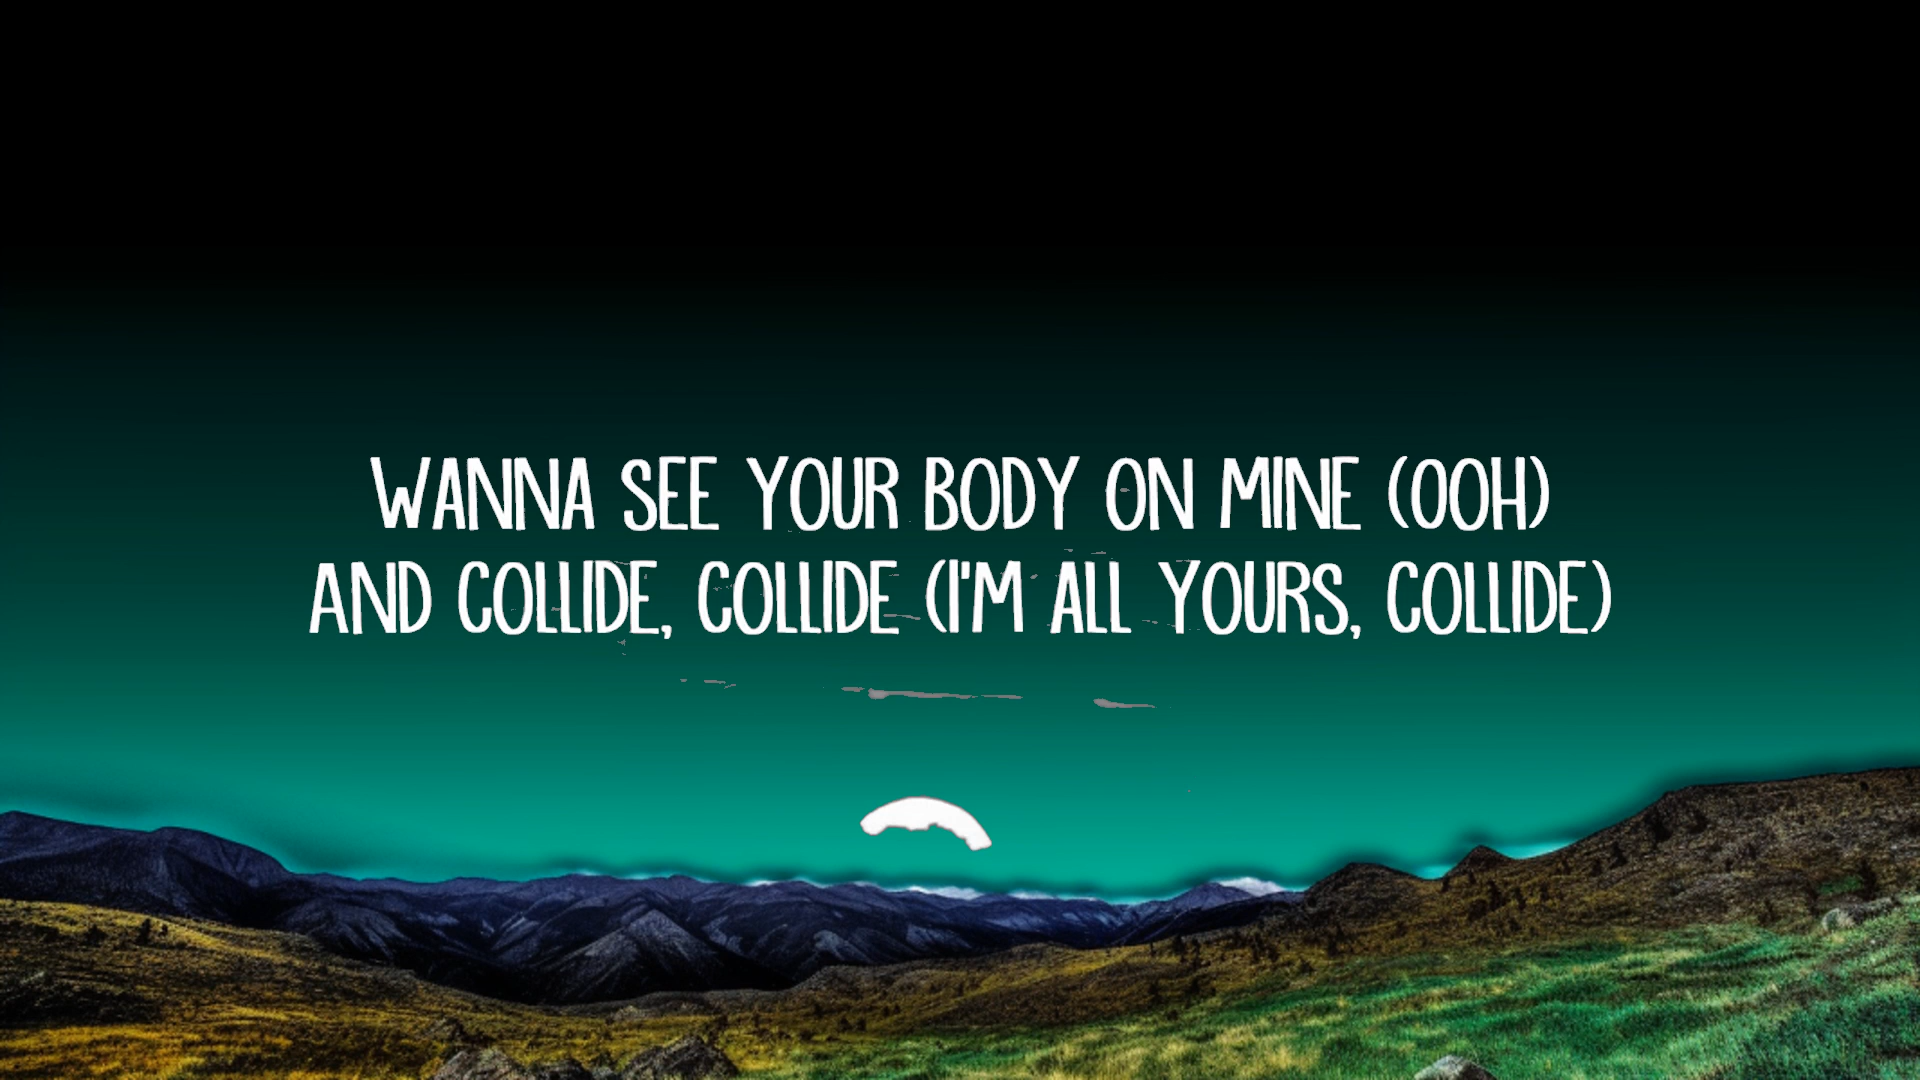 WANNA SEE YOUR BODY ON MINE (OOH)
AND COLLIDE, COLLIDE (I'M ALL YOURS, COLLIDE)